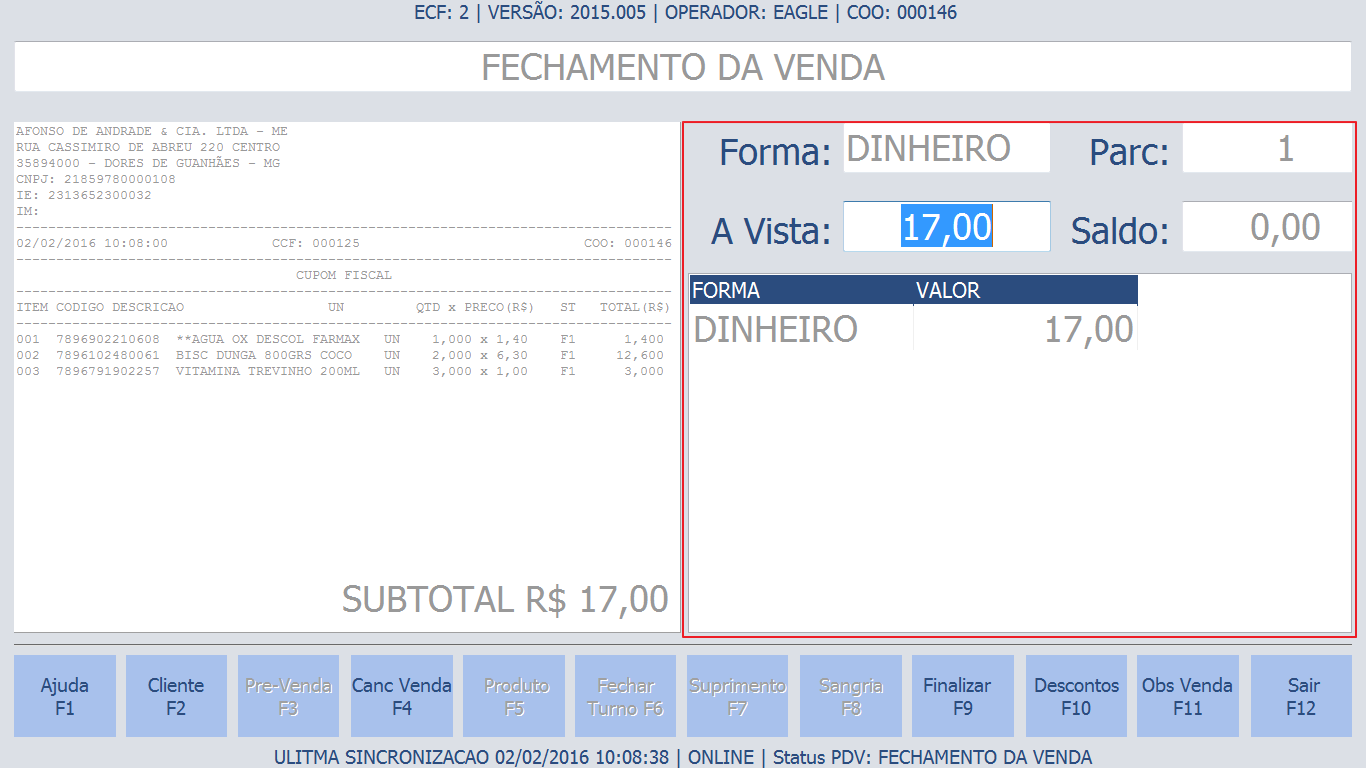 ECF: 2 | VERSÃO: 2015.005 | OPERADOR: EAGLE | COO: 000146
FECHAMENTO DA VENDA
AFONSO DE ANDRADE & CIA. LTDA - ME
RUA CASSIMIRO DE ABREU 220 CENTRO
35894000 - DORES DE GUANHÃES - MG
CNPJ: 21859780000108
IE: 2313652300032
IM:
02/02/2016 10:08:00 CCF: 000125 COO: 000146
CUPOM FISCAL
ITEM CODIGO DESCRICAO UN QTD x PRECO(R$) ST TOTAL(R$)
001 7896902210608 **AGUA OX DESCOL FARMAX UN 1,000 x 1,40 F1 1,400
002 7896102480061 BISC DUNGA 800GRS COCO UN 2,000 x 6,30 F1 12,600
003 7896791902257 VITAMINA TREVINHO 200ML UN 3,000 x 1,00 F1 3,000
SUBTOTAL R$ 17,00
Forma: DINHEIRO Parc: 1
A Vista: 17,00 Saldo: 0,00
FORMA VALOR
DINHEIRO 17,00
Ajuda F1
Cliente F2
Pre-Venda F3
Canc Venda F4
Produto F5
Fechar Turno F6
Suprimento F7
Sangria F8
Finalizar F9
Descontos F10
Obs Venda F11
Sair F12
ULITMA SINCRONIZACAO 02/02/2016 10:08:38 | ONLINE | Status PDV: FECHAMENTO DA VENDA